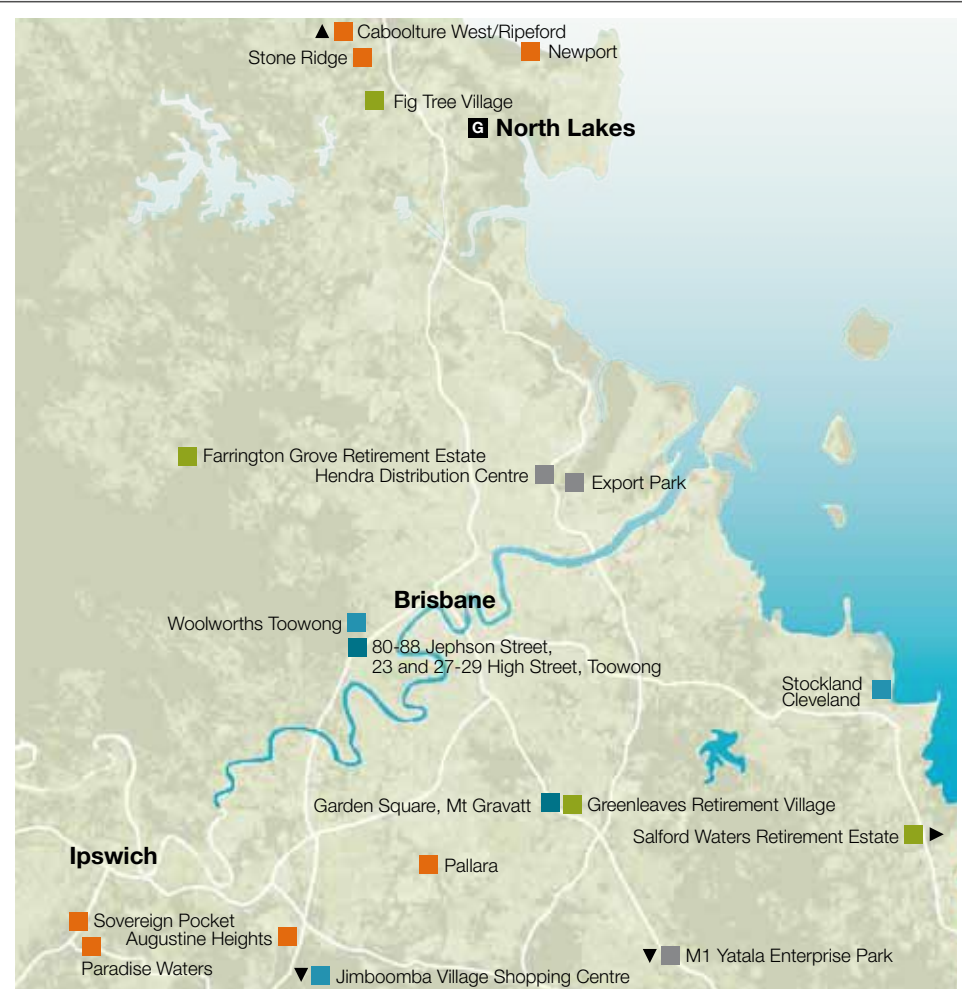 Caboolture West/Ripeford
Stone Ridge
Newport
Fig Tree Village
G North Lakes
Farrington Grove Retirement Estate
Hendra Distribution Centre
Export Park
Brisbane
Woolworths Toowong
80-88 Jephson Street,
23 and 27-29 High Street, Toowong
Stockland
Cleveland
Garden Square, Mt Gravatt
Greenleaves Retirement Village
Salford Waters Retirement Estate
Ipswich
Pallara
Sovereign Pocket
Augustine Heights
Paradise Waters
M1 Yatala Enterprise Park
Jimboomba Village Shopping Centre